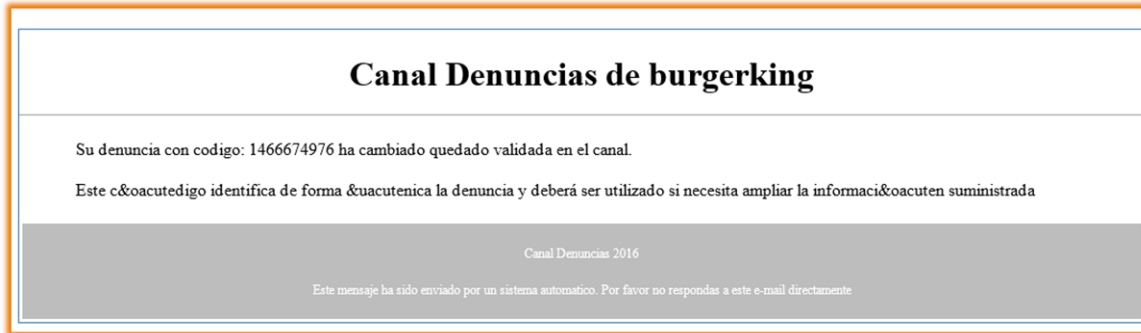 Canal Denuncias de burgerking
Su denuncia con codigo: 1466674976 ha cambiado quedado validada en el canal.
Este c&oacutedigo identifica de forma &uacutenica la denuncia y deberá ser utilizado si necesita ampliar la informaci&oacuten suministrada
Canal Denuncias 2016
Este mensaje ha sido enviado por un sistema automatico. Por favor no respondas a este e-mail directamente